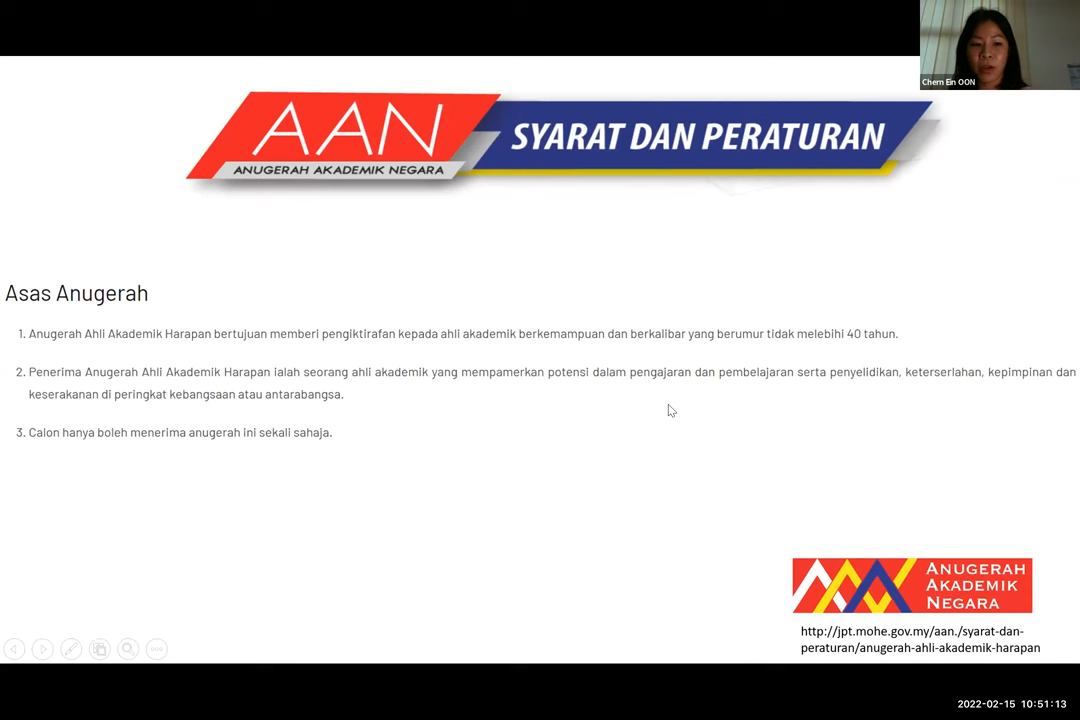 Chern Ein OON
AAN
ANUGERAH AKADEMIK NEGARA
SYARAT DAN PERATURAN
Asas Anugerah
1. Anugerah Ahli Akademik Harapan bertujuan memberi pengiktirafan kepada ahli akademik berkemampuan dan berkalibar yang berumur tidak melebihi 40 tahun.
2. Penerima Anugerah Ahli Akademik Harapan ialah seorang ahli akademik yang mempamerkan potensi dalam pengajaran dan pembelajaran serta penyelidikan, keterserlahan, kepimpinan dan
keserakanan di peringkat kebangsaan atau antarabangsa.
3. Calon hanya boleh menerima anugerah ini sekali sahaja.
ANUGERAH
AKADEMIK
NEGARA
http://jpt.mohe.gov.my/aan./syarat-dan-
peraturan/anugerah-ahli-akademik-harapan
2022-02-15 10:51:13